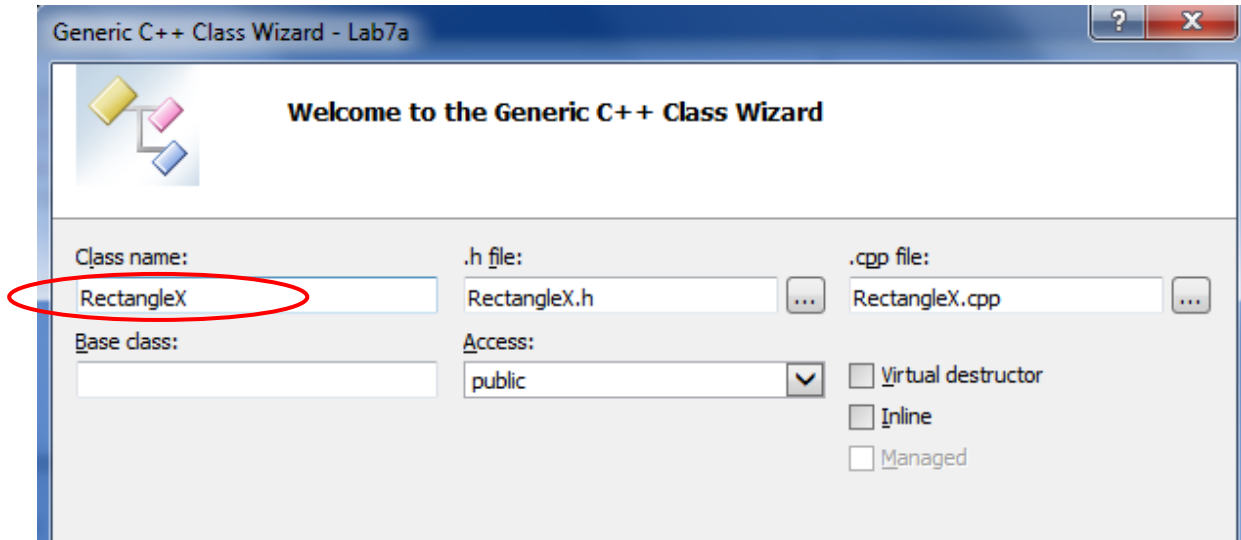 Generic C++ Class Wizard - Lab7a
?
X
Welcome to the Generic C++ Class Wizard
Class name:
.h file:
.cpp file:
RectangleX
RectangleX.h
...
RectangleX.cpp
...
Base class:
Access:
public
Virtual destructor
Inline
Managed